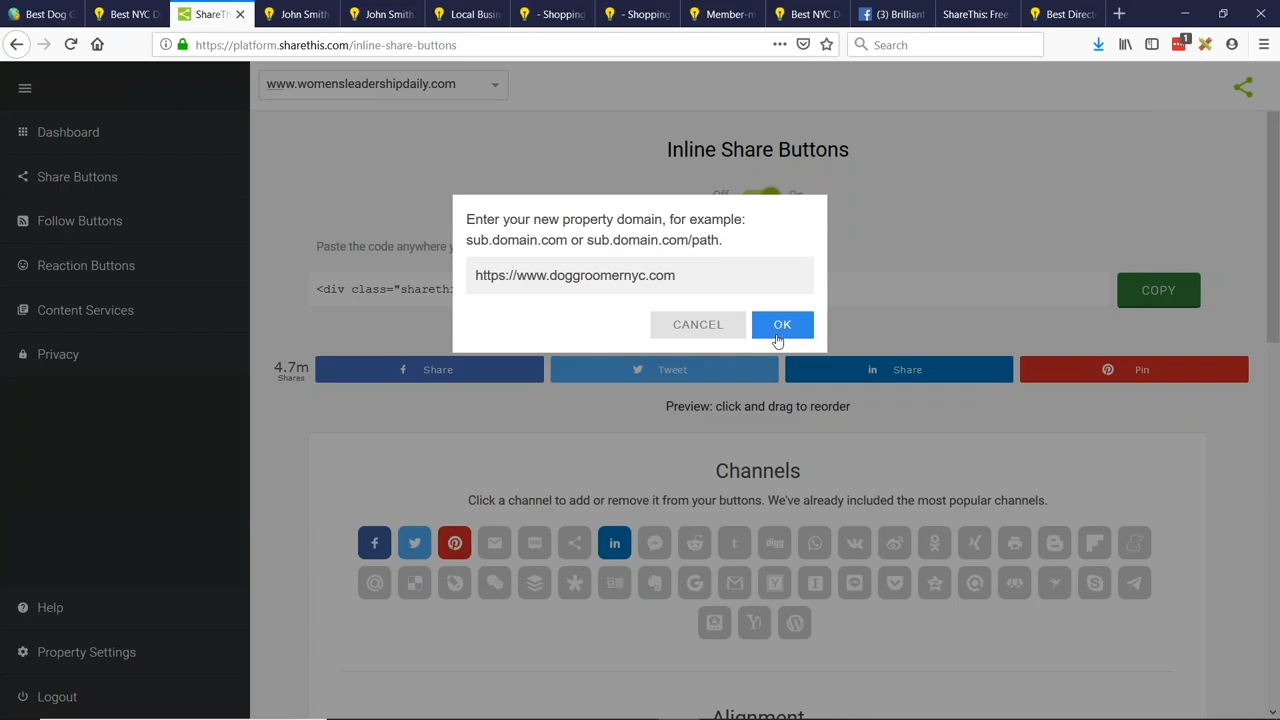 Best Dog G
Best NYC D
ShareTh
John Smith
John Smith
Local Busin
- Shopping
- Shopping
Member-m
Best NYC D
(3) Brilliant
ShareThis: Free
Best Direct
https://platform.sharethis.com/inline-share-buttons
Search
1
www.womensleadershipdaily.com
Dashboard
Share Buttons
Follow Buttons
Reaction Buttons
Content Services
Privacy
Help
Property Settings
Logout
Inline Share Buttons
Off
On
Enter your new property domain, for example:
sub.domain.com or sub.domain.com/path.
https://www.doggroomernyc.com
CANCEL
OK
Paste the code anywhere y
<div class="sharethi
COPY
4.7m
Shares
Share
Tweet
Share
Pin
Preview: click and drag to reorder
Channels
Click a channel to add or remove it from your buttons. We've already included the most popular channels.
Alignment